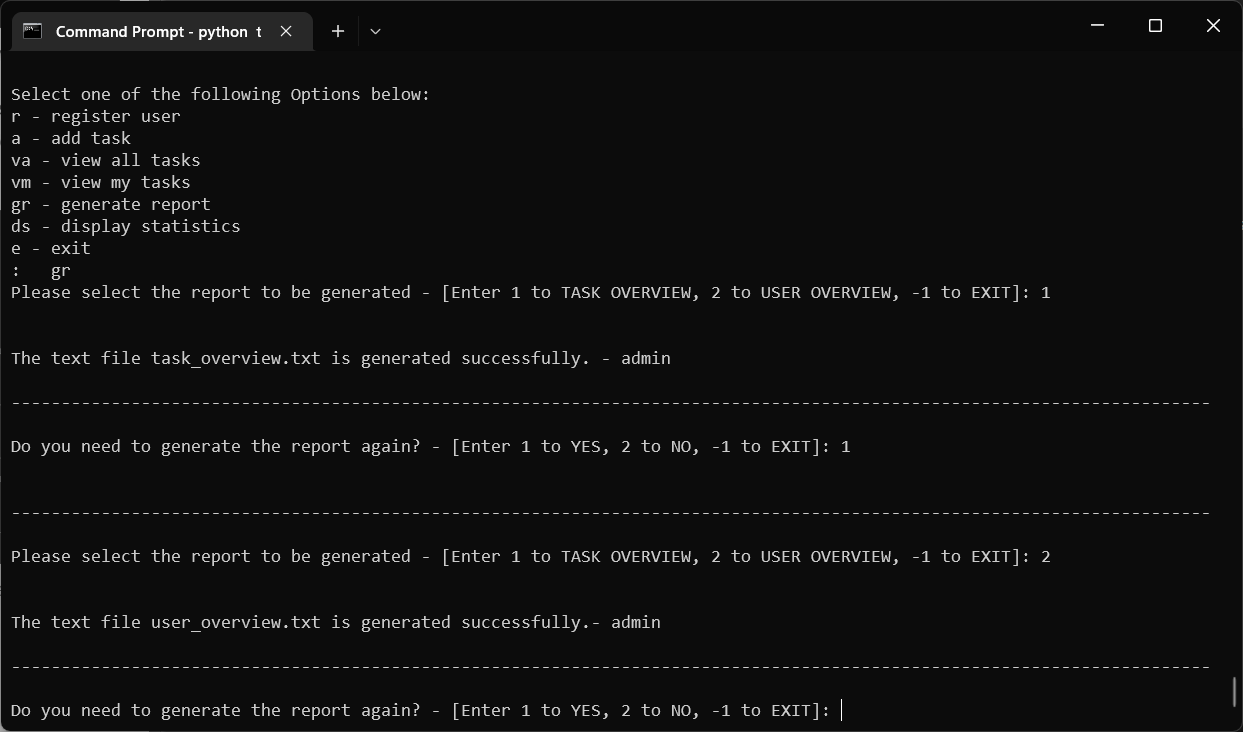 Command Prompt - python t
Select one of the following Options below:
r - register user
a - add task
va - view all tasks
vm - view my tasks
gr - generate report
ds - display statistics
e - exit
:   gr
Please select the report to be generated - [Enter 1 to TASK OVERVIEW, 2 to USER OVERVIEW, -1 to EXIT]: 1
The text file task_overview.txt is generated successfully. - admin
------------------------------------------------------------------------------------------------------------------------
Do you need to generate the report again? - [Enter 1 to YES, 2 to NO, -1 to EXIT]: 1
------------------------------------------------------------------------------------------------------------------------
Please select the report to be generated - [Enter 1 to TASK OVERVIEW, 2 to USER OVERVIEW, -1 to EXIT]: 2
The text file user_overview.txt is generated successfully.- admin
------------------------------------------------------------------------------------------------------------------------
Do you need to generate the report again? - [Enter 1 to YES, 2 to NO, -1 to EXIT]: